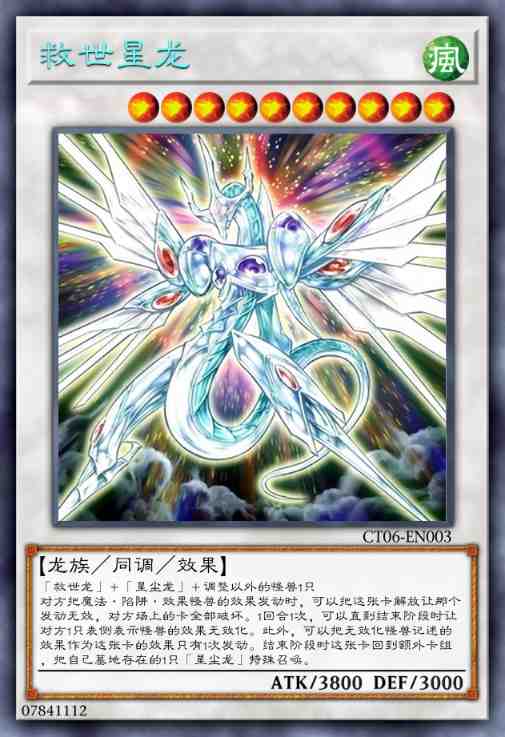 救世星龙
風
CT06-EN003
【龙族／同调／效果】
「救世龙」＋「星尘龙」＋调整以外的怪兽1只
对方把魔法·陷阱·效果怪兽的效果发动时，可以把这张卡解放让那个
发动无效，对方场上的卡全部破坏。1回合1次，可以直到结束阶段时让
对方1只表侧表示怪兽的效果无效化。此外，可以把无效化怪兽记述的
效果作为这张卡的效果只有1次发动。结束阶段时这张卡回到额外卡组
，把自己墓地存在的1只「星尘龙」特殊召唤。
ATK/3800 DEF/3000
07841112